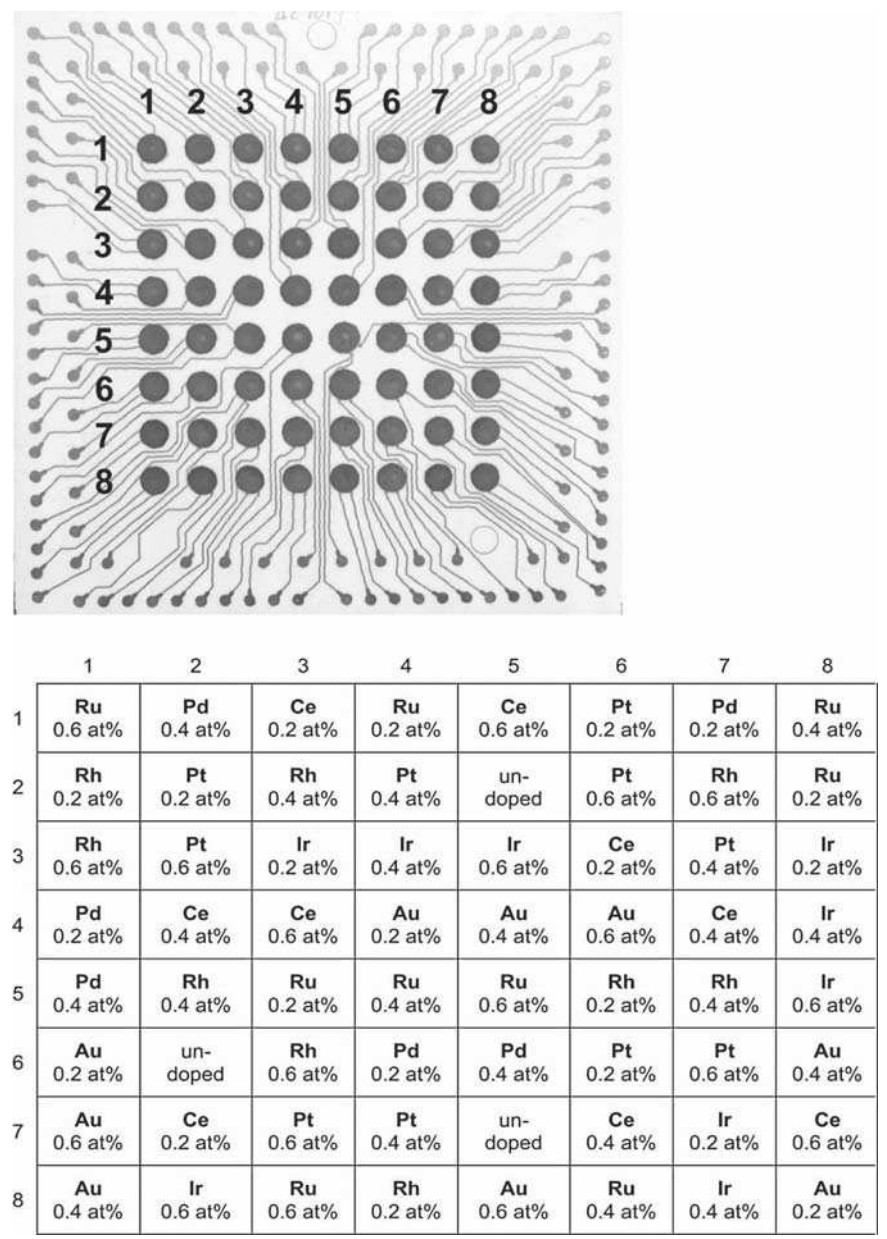 1 2 3 4 5 6 7 8
1
2
3
4
5
6
7
8
1 2 3 4 5 6 7 8
1 Ru Pd Ce Ru Ce Pt Pd Ru
0.6 at% 0.4 at% 0.2 at% 0.2 at% 0.6 at% 0.2 at% 0.2 at% 0.4 at%
2 Rh Pt Rh Pt un- Pt Rh Ru
0.2 at% 0.2 at% 0.4 at% 0.4 at% doped 0.6 at% 0.6 at% 0.2 at%
3 Rh Pt Ir Ir Ir Ce Pt Ir
0.6 at% 0.6 at% 0.2 at% 0.4 at% 0.6 at% 0.2 at% 0.4 at% 0.2 at%
4 Pd Ce Ce Au Au Au Ce Ir
0.2 at% 0.4 at% 0.6 at% 0.2 at% 0.4 at% 0.6 at% 0.4 at% 0.4 at%
5 Pd Rh Ru Ru Ru Rh Rh Ir
0.4 at% 0.4 at% 0.2 at% 0.4 at% 0.6 at% 0.2 at% 0.4 at% 0.6 at%
6 Au un- Rh Pd Pd Pt Pt Au
0.2 at% doped 0.6 at% 0.2 at% 0.4 at% 0.2 at% 0.6 at% 0.4 at%
7 Au Ce Pt Pt un- Ce Ir Ce
0.6 at% 0.2 at% 0.6 at% 0.4 at% doped 0.4 at% 0.2 at% 0.6 at%
8 Au Ir Ru Rh Au Ru Ir Au
0.4 at% 0.6 at% 0.6 at% 0.2 at% 0.6 at% 0.4 at% 0.4 at% 0.2 at%